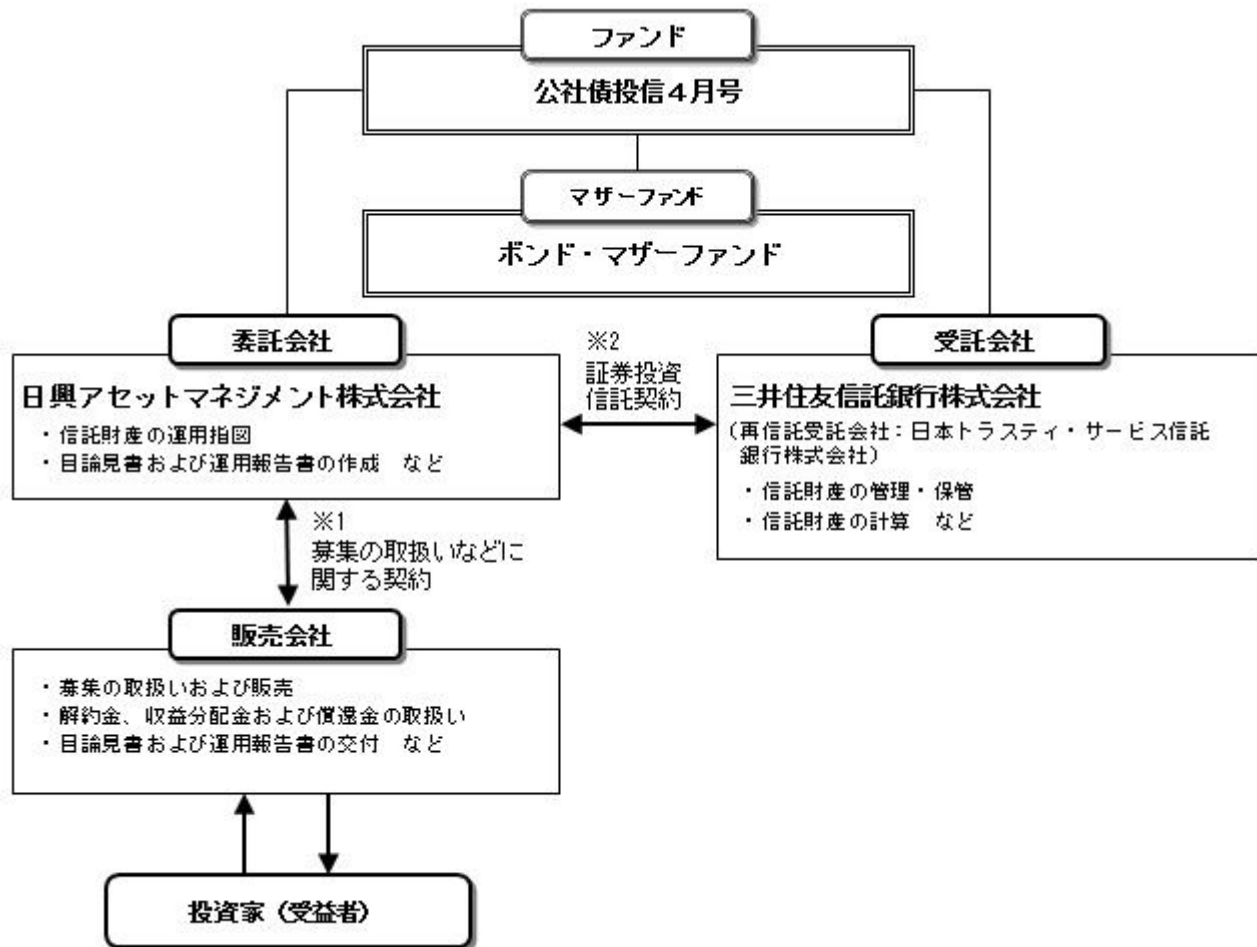 ファンド
公社債投信4月号
マザーファンド
ボンド・マザーファンド
委託会社
日興アセットマネジメント株式会社
・信託財産の運用指図
・目論見書および運用報告書の作成　など
※2
証券投資
信託契約
受託会社
三井住友信託銀行株式会社
（再信託受託会社：日本トラスティ・サービス信託
銀行株式会社）
・信託財産の管理・保管
・信託財産の計算　など
※1
募集の取扱いなどに
関する契約
販売会社
・募集の取扱いおよび販売
・解約金、収益分配金および償還金の取扱い
・目論見書および運用報告書の交付　など
投資家（受益者）